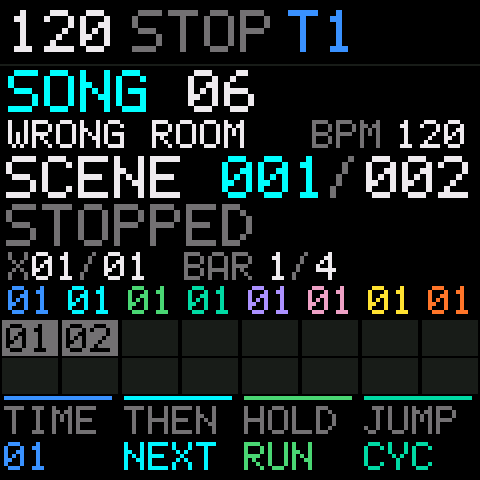 120 STOP T1
SONG 06
WRONG ROOM BPM 120
SCENE 001/002
STOPPED
X01/01 BAR 1/4
01 01 01 01 01 01 01 01
01 02
TIME THEN HOLD JUMP
01 NEXT RUN CYC